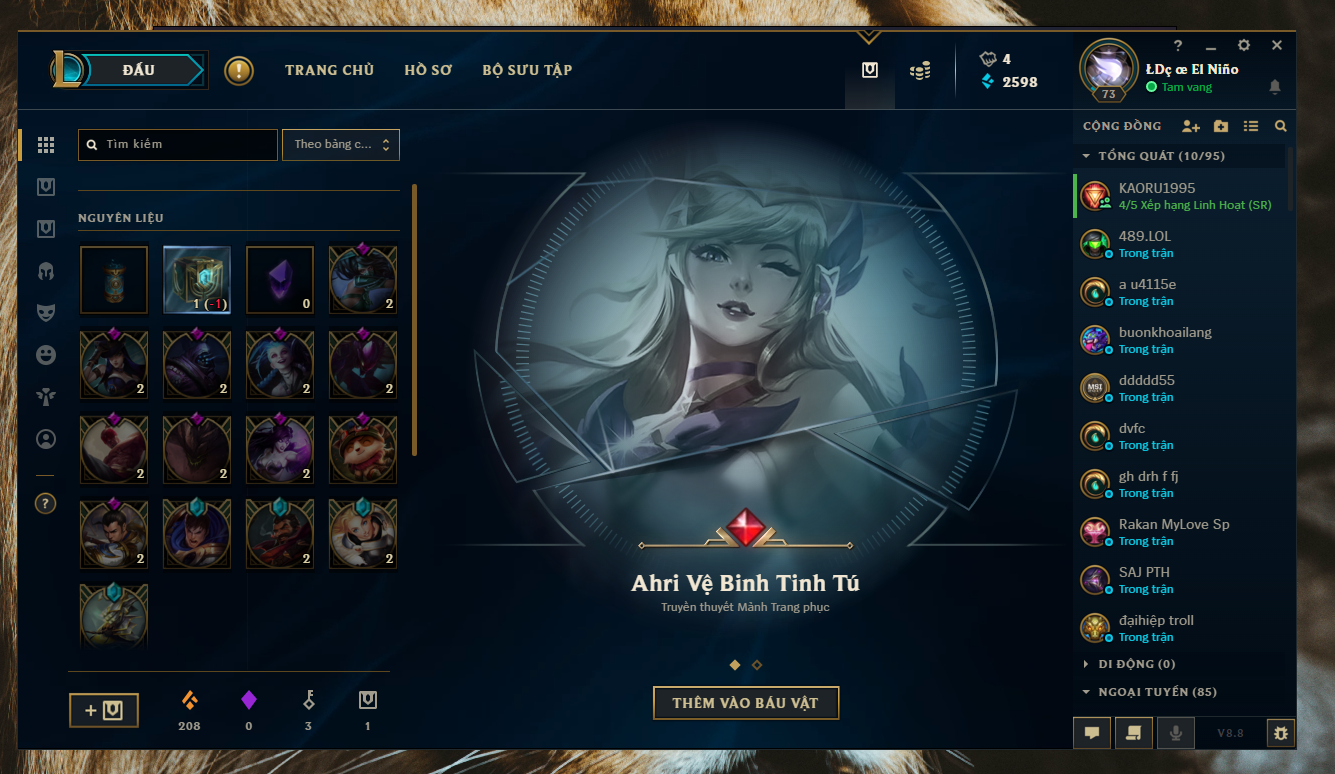 ĐẤU
!
TRANG CHỦ
HỒ SƠ
BỘ SƯU TẬP
4
2598
?
73
ŁDç œ El Niño
Tam vang
CỘNG ĐỒNG
Tìm kiếm
Theo bảng c...
NGUYÊN LIỆU
1 (-1)
0
2
2
2
2
2
2
2
2
2
2
2
2
?
208
0
3
1
Ahri Vệ Binh Tinh Tú
Truyền thuyết Mảnh Trang phục
THÊM VÀO BÁU VẬT
TỔNG QUÁT (10/95)
KAORU1995
4/5 Xếp hạng Linh Hoạt (SR)
489.LOL
Trong trận
a u4115e
Trong trận
buonkhoailang
Trong trận
MSI
ddddd55
Trong trận
dvfc
Trong trận
gh drh f fj
Trong trận
Rakan MyLove Sp
Trong trận
SAJ PTH
Trong trận
đạihiệp troll
Trong trận
DI ĐỘNG (0)
NGOẠI TUYẾN (85)
V8.8